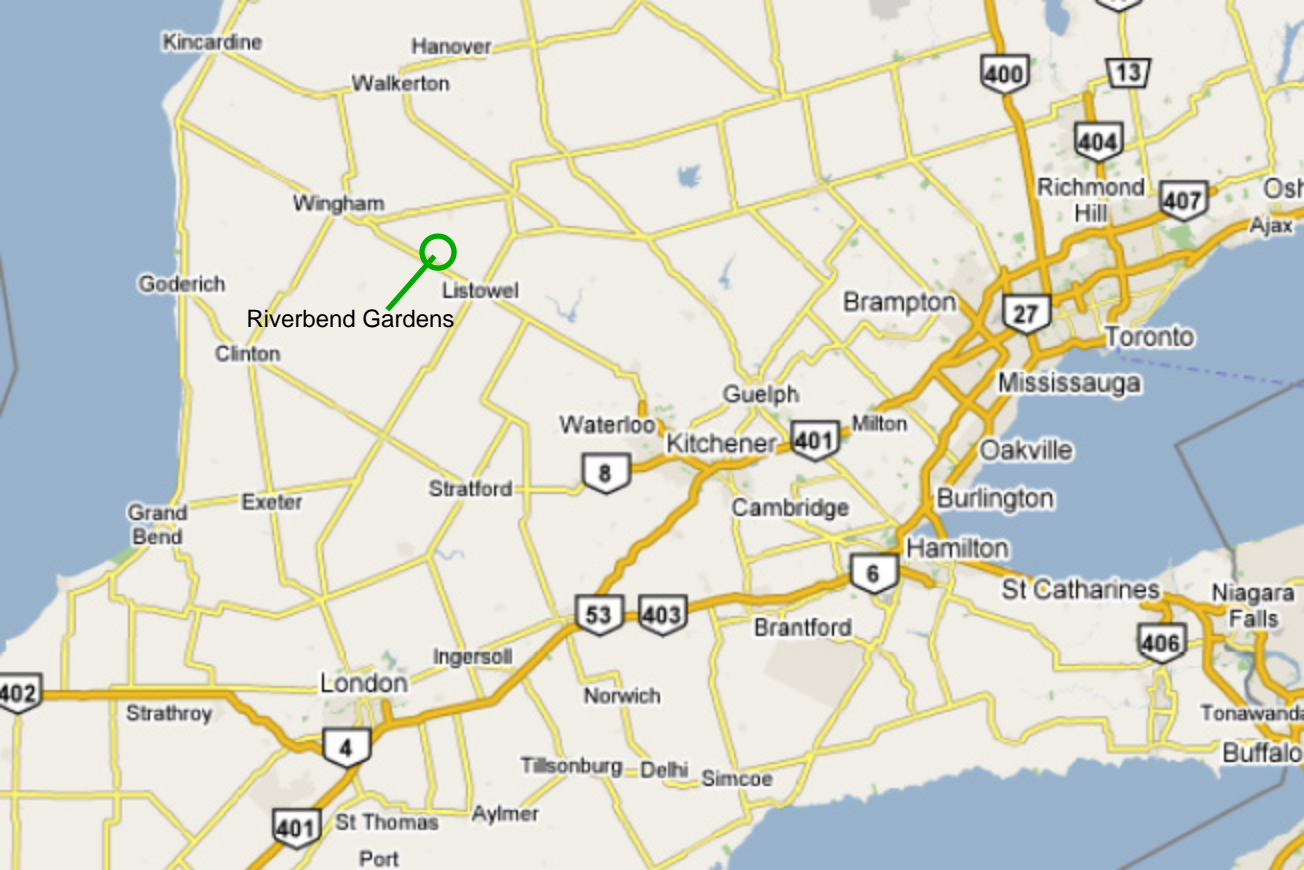 Kincardine
Hanover
Walkerton
400
13
404
Richmond
Hill
407
Osh
Ajax
Wingham
Goderich
Listowel
Riverbend Gardens
Brampton
27
Toronto
Clinton
Mississauga
Guelph
Waterloo
Kitchener
401
Milton
Oakville
8
Stratford
Exeter
Grand
Bend
Cambridge
Burlington
Hamilton
6
St Catharines
Niagara
Falls
53
403
Brantford
406
Ingersoll
London
402
Strathroy
Norwich
4
Tonawanda
Buffalo
Tillsonburg
Delhi
Simcoe
401
St Thomas
Aylmer
Port